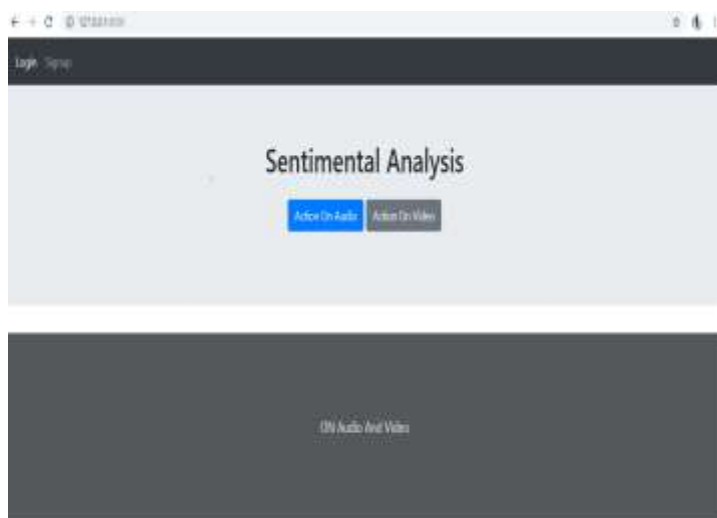 Login Signup
Sentimental Analysis
Action On Audio Action On Video
ON Audio And Video